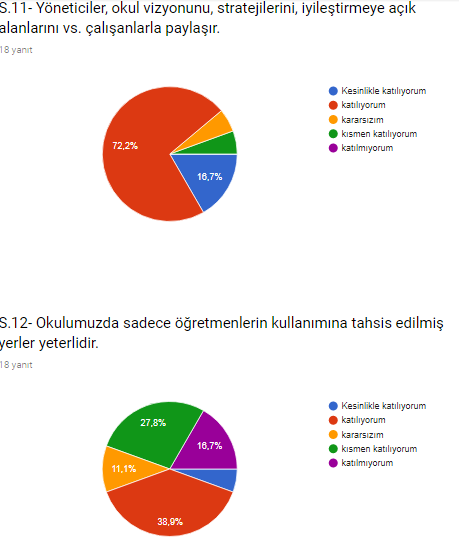 S.11- Yöneticiler, okul vizyonunu, stratejilerini, iyileştirmeye açık
alanlarını vs. çalışanlarla paylaşır.
18 yanıt
Kesinlikle katılıyorum
katılıyorum
kararsızım
kısmen katılıyorum
katılmıyorum
72,2%
16,7%
S.12- Okulumuzda sadece öğretmenlerin kullanımına tahsis edilmiş
yerler yeterlidir.
18 yanıt
Kesinlikle katılıyorum
katılıyorum
kararsızım
kısmen katılıyorum
katılmıyorum
27,8%
16,7%
11,1%
38,9%